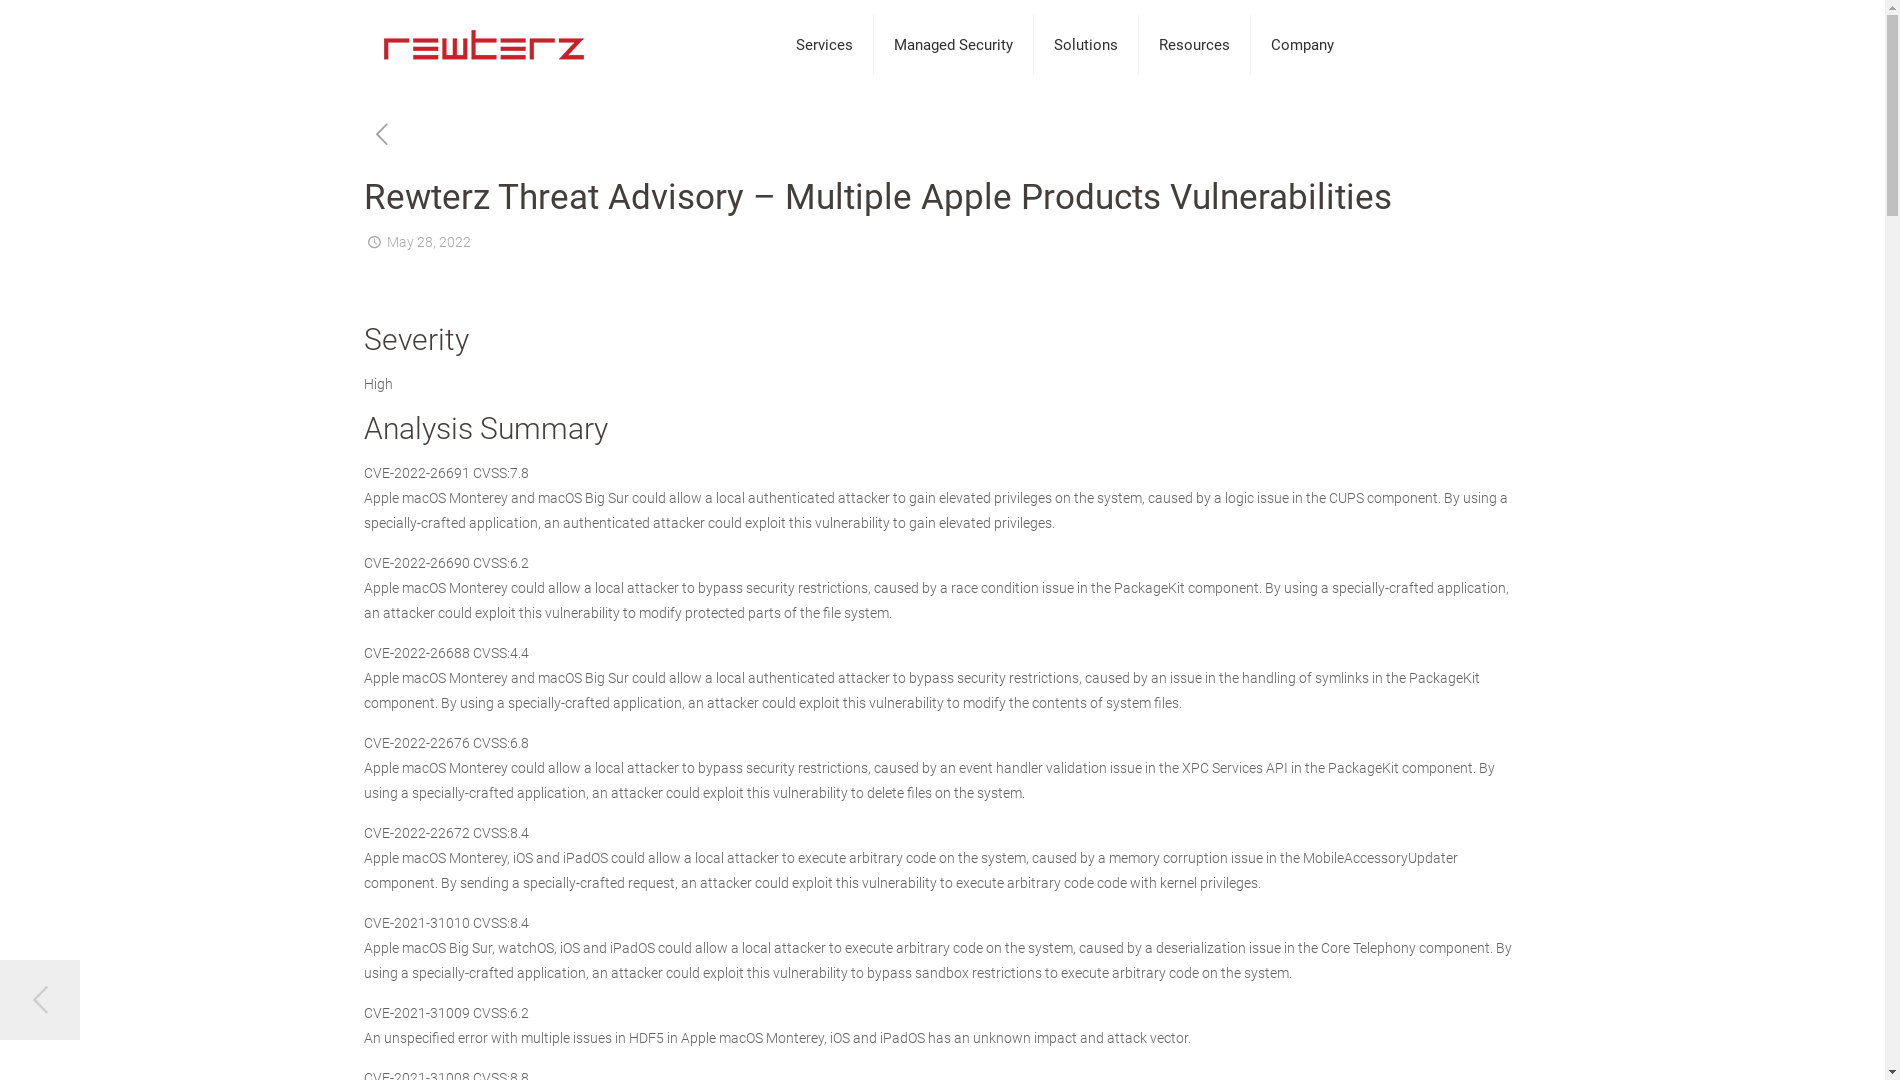 rewterz
Services
Managed Security
Solutions
Resources
Company
Rewterz Threat Advisory – Multiple Apple Products Vulnerabilities
May 28, 2022
Severity
High
Analysis Summary
CVE-2022-26691 CVSS:7.8
Apple macOS Monterey and macOS Big Sur could allow a local authenticated attacker to gain elevated privileges on the system, caused by a logic issue in the CUPS component. By using a
specially-crafted application, an authenticated attacker could exploit this vulnerability to gain elevated privileges.
CVE-2022-26690 CVSS:6.2
Apple macOS Monterey could allow a local attacker to bypass security restrictions, caused by a race condition issue in the PackageKit component. By using a specially-crafted application,
an attacker could exploit this vulnerability to modify protected parts of the file system.
CVE-2022-26688 CVSS:4.4
Apple macOS Monterey and macOS Big Sur could allow a local authenticated attacker to bypass security restrictions, caused by an issue in the handling of symlinks in the PackageKit
component. By using a specially-crafted application, an attacker could exploit this vulnerability to modify the contents of system files.
CVE-2022-22676 CVSS:6.8
Apple macOS Monterey could allow a local attacker to bypass security restrictions, caused by an event handler validation issue in the XPC Services API in the PackageKit component. By
using a specially-crafted application, an attacker could exploit this vulnerability to delete files on the system.
CVE-2022-22672 CVSS:8.4
Apple macOS Monterey, iOS and iPadOS could allow a local attacker to execute arbitrary code on the system, caused by a memory corruption issue in the MobileAccessoryUpdater
component. By sending a specially-crafted request, an attacker could exploit this vulnerability to execute arbitrary code code with kernel privileges.
CVE-2021-31010 CVSS:8.4
Apple macOS Big Sur, watchOS, iOS and iPadOS could allow a local attacker to execute arbitrary code on the system, caused by a deserialization issue in the Core Telephony component. By
using a specially-crafted application, an attacker could exploit this vulnerability to bypass sandbox restrictions to execute arbitrary code on the system.
CVE-2021-31009 CVSS:6.2
An unspecified error with multiple issues in HDF5 in Apple macOS Monterey, iOS and iPadOS has an unknown impact and attack vector.
CVE-2021-31008 CVSS:8.8